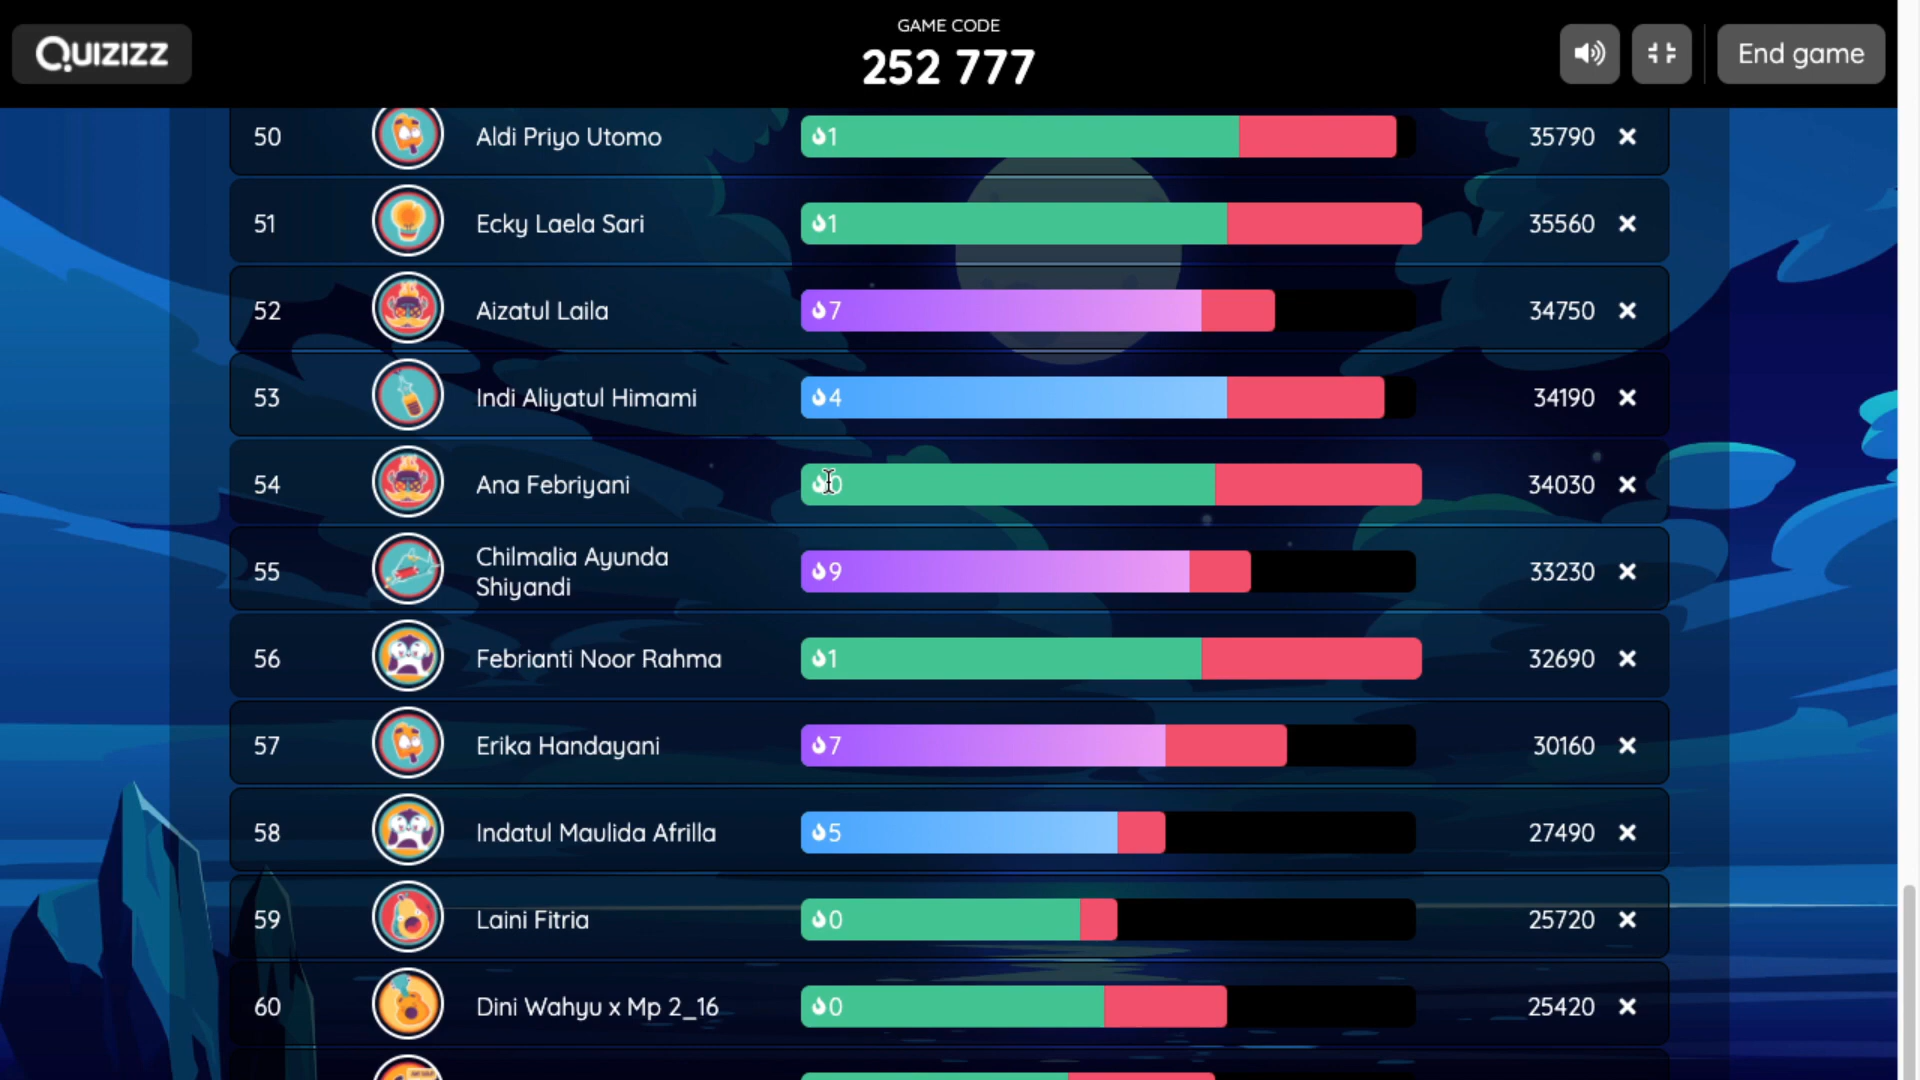 QUIZIZZ
GAME CODE
252 777
End game
50 Aldi Priyo Utomo 1 35790
51 Ecky Laela Sari 1 35560
52 Aizatul Laila 7 34750
53 Indi Aliyatul Himami 4 34190
54 Ana Febriyani 0 34030
55 Chilmalia Ayunda
Shiyandi 9 33230
56 Febrianti Noor Rahma 1 32690
57 Erika Handayani 7 30160
58 Indatul Maulida Afrilla 5 27490
59 Laini Fitria 0 25720
60 Dini Wahyu x Mp 2_16 0 25420